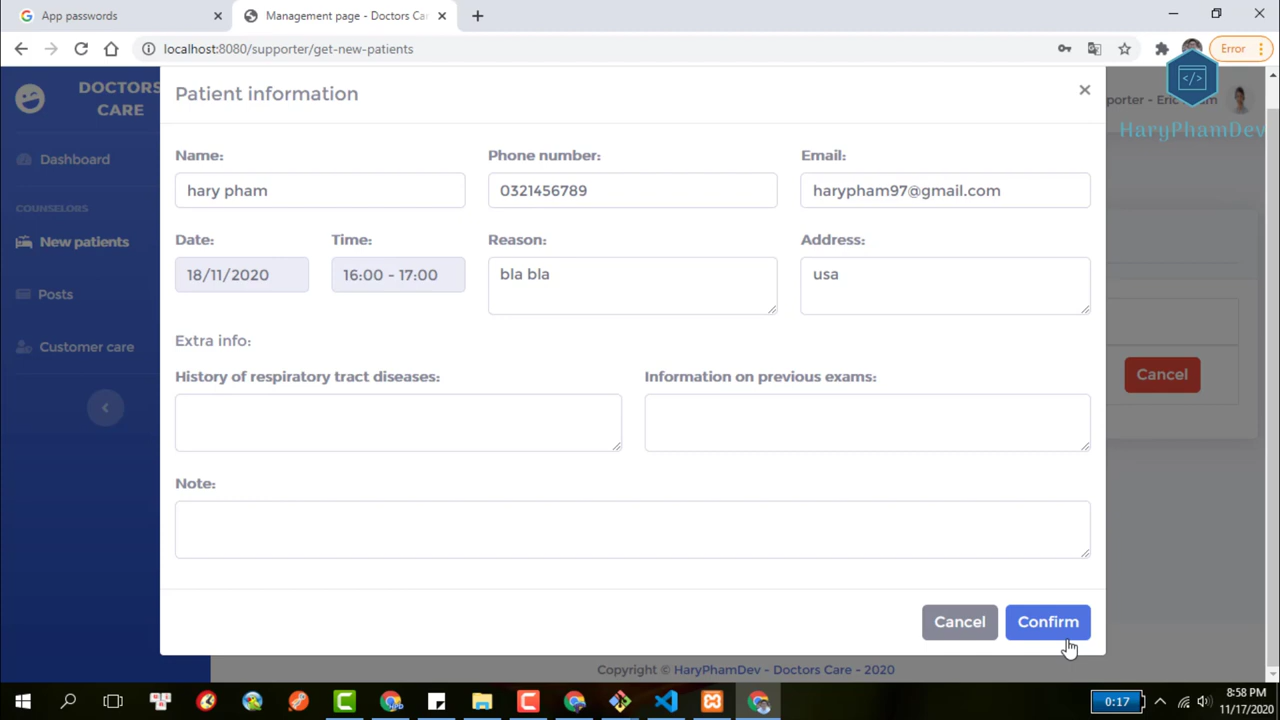 App passwords
Management page - Doctors Car
localhost:8080/supporter/get-new-patients
Error
DOCTORS
CARE
Dashboard
COUNSELORS
New patients
Posts
Customer care
Patient information
×
porter - Eric
</>
HaryPhamDev
Name:
Phone number:
Email:
hary pham
0321456789
harypham97@gmail.com
Date:
Time:
Reason:
Address:
18/11/2020
16:00 - 17:00
bla bla
usa
Extra info:
History of respiratory tract diseases:
Information on previous exams:
Cancel
Note:
Cancel
Confirm
Copyright © HaryPhamDev - Doctors Care - 2020
0:17
8:58 PM
11/17/2020